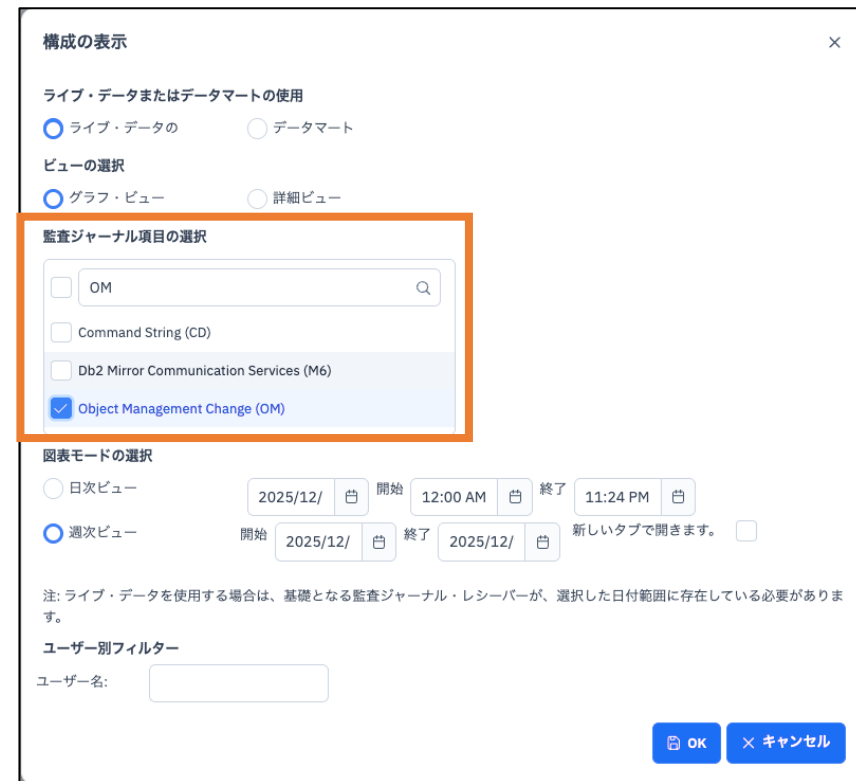 構成の表示
ライブ・データまたはデータマートの使用
ライブ・データの データマート
ビューの選択
グラフ・ビュー 詳細ビュー
監査ジャーナル項目の選択
OM
Command String (CD)
Db2 Mirror Communication Services (M6)
Object Management Change (OM)
図表モードの選択
日次ビュー 2025/12/ 開始 12:00 AM 終了 11:24 PM
週次ビュー 開始 2025/12/ 終了 2025/12/ 新しいタブで開きます。
注: ライブ・データを使用する場合は、基礎となる監査ジャーナル・レシーバーが、選択した日付範囲に存在している必要がありま
す。
ユーザー別フィルター
ユーザー名:
OK キャンセル